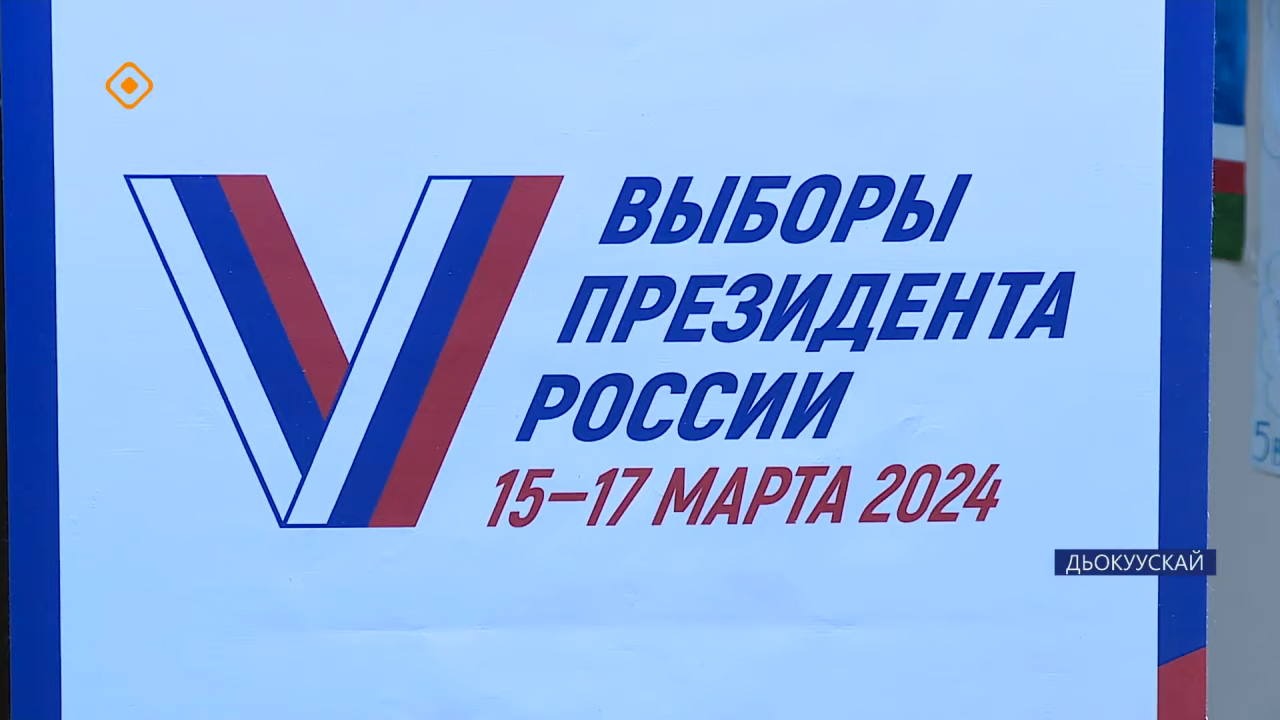 ВЫБОРЫ
ПРЕЗИДЕНТА
РОССИИ
15–17 МАРТА 2024
ДЬОКУУСКАЙ